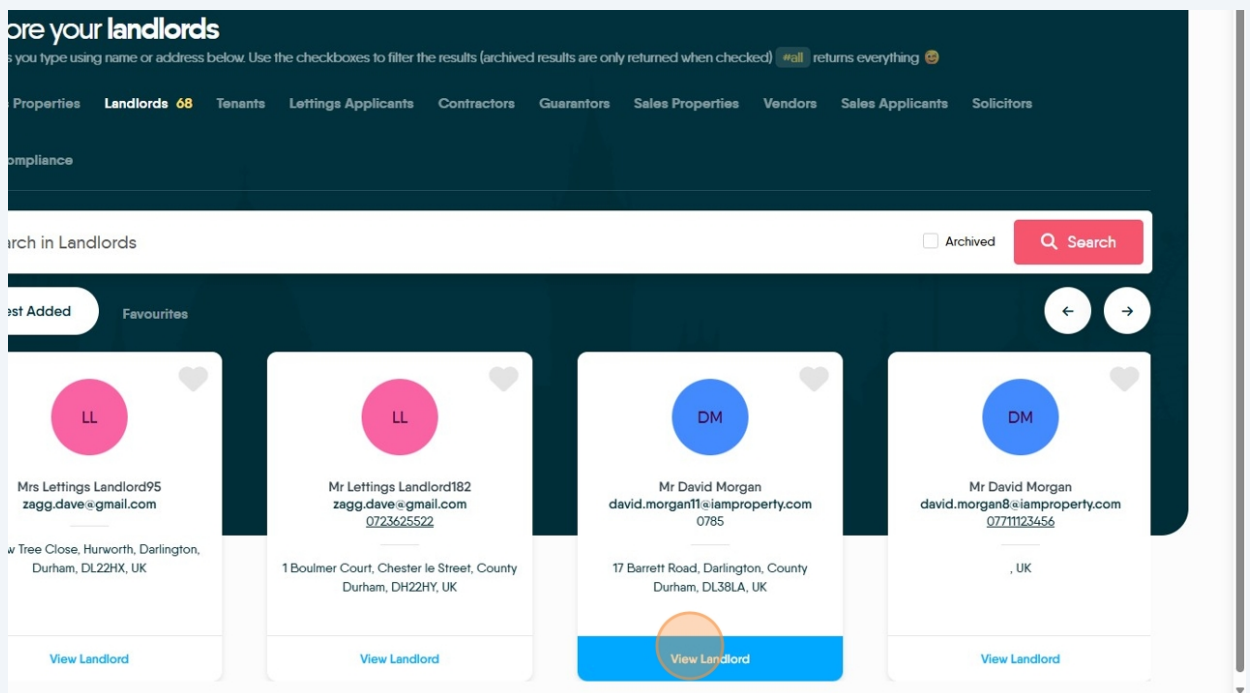 ore your landlords
s you type using name or address below. Use the checkboxes to filter the results (archived results are only returned when checked) #all returns everything
Properties Landlords 68 Tenants Lettings Applicants Contractors Guarantors Sales Properties Vendors Sales Applicants Solicitors
ompliance
arch in Landlords Archived Search
est Added Favourites
LL LL DM DM
Mrs Lettings Landlord95 Mr Lettings Landlord182 Mr David Morgan Mr David Morgan
zagg.dave@gmail.com zagg.dave@gmail.com david.morgan11@iamproperty.com david.morgan8@iamproperty.com
0723625522 0785 07711123456
w Tree Close, Hurworth, Darlington, 1 Boulmer Court, Chester le Street, County 17 Barrett Road, Darlington, County , UK
Durham, DL22HX, UK Durham, DH22HY, UK Durham, DL38LA, UK
View Landlord View Landlord View Landlord View Landlord